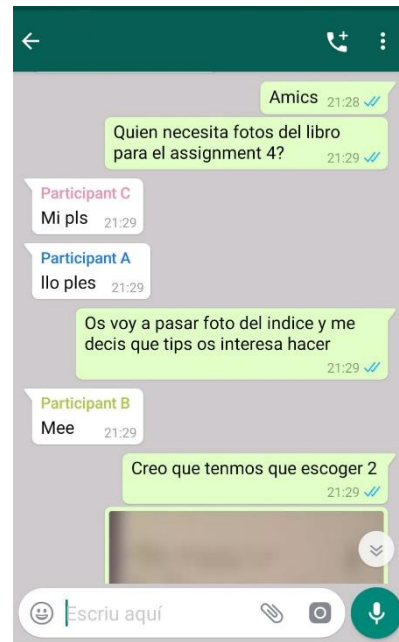 Amics 21:28
Quien necesita fotos del libro
para el assignment 4? 21:29
Participant C
Mi pls 21:29
Participant A
llo ples 21:29
Os voy a pasar foto del indice y me
decis que tips os interesa hacer
21:29
Participant B
Mee 21:29
Creo que tenmos que escoger 2
21:29
Escriu aquí